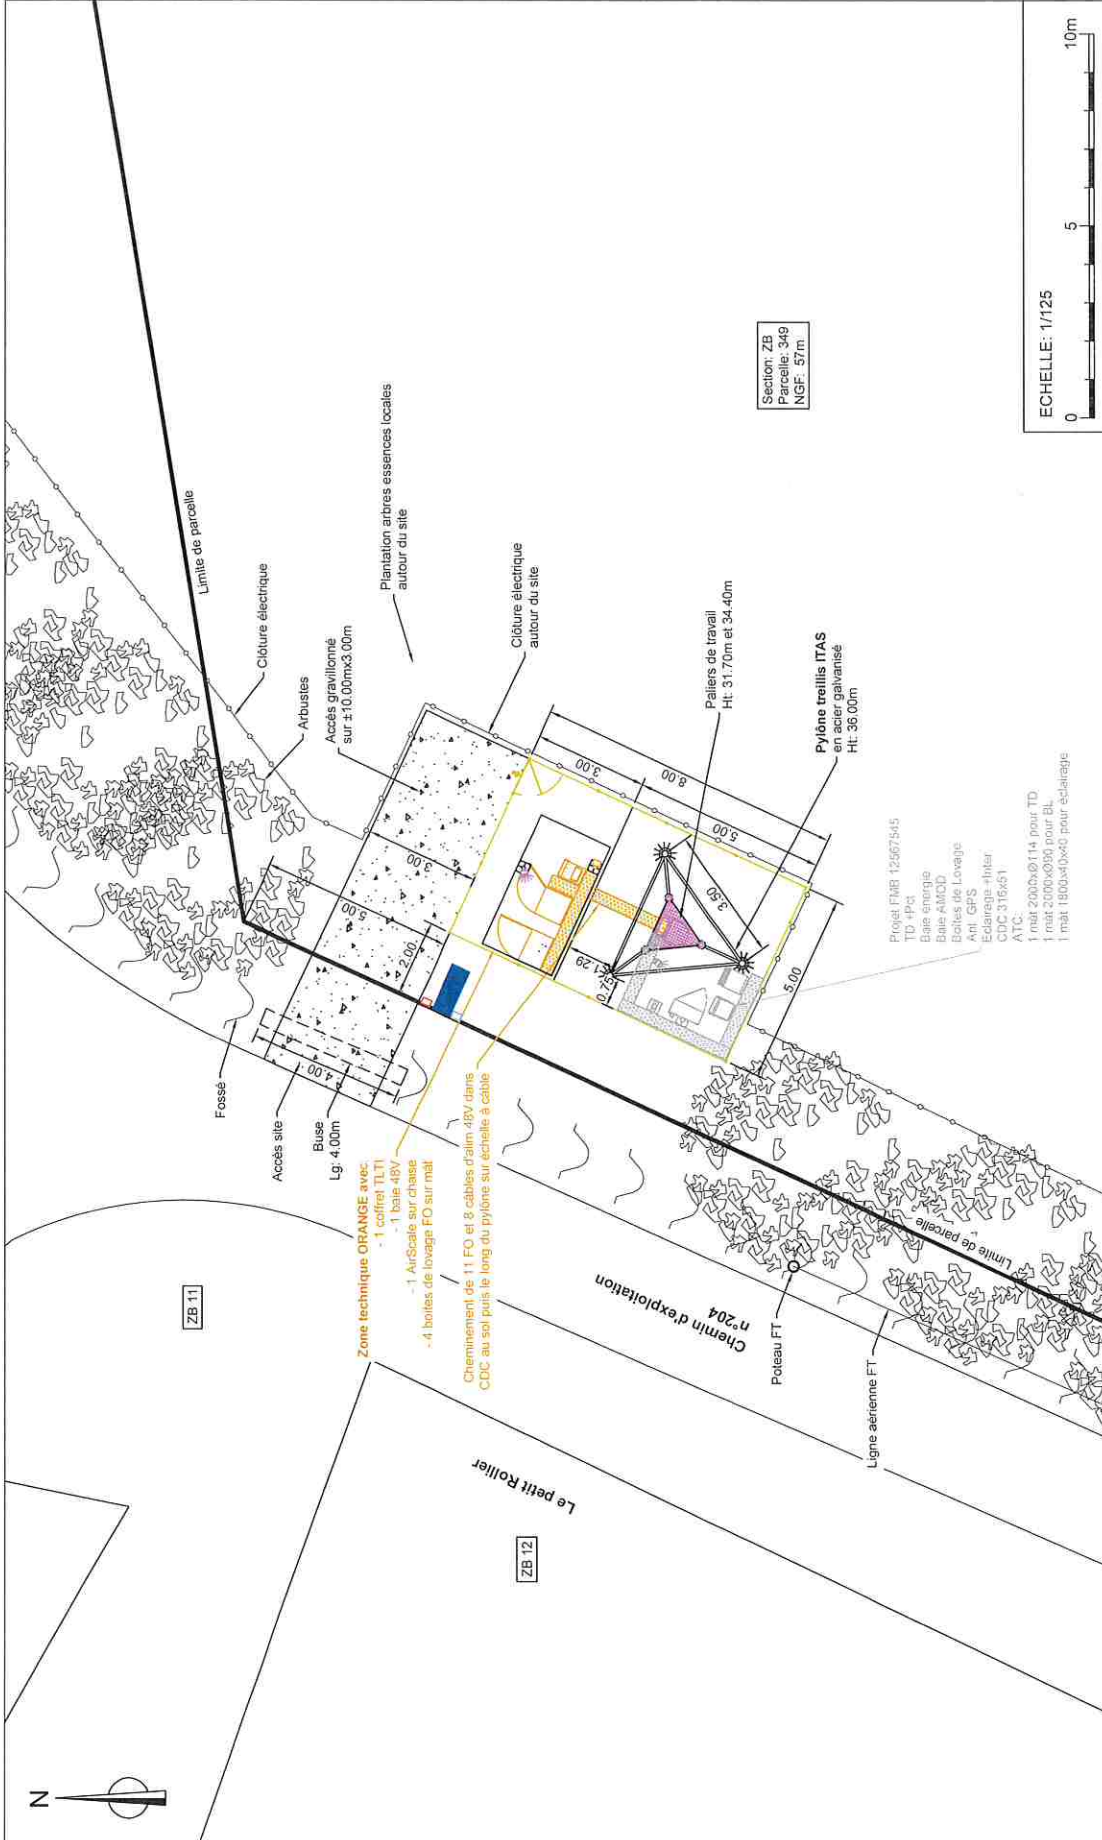 N
ZB 11
ZB 12
Le petit Rollier
Chemin d'exploitation
n°204
Fossé
Accès site
Buse
Lg: 4.00m
4.00
5.00
2.00
3.00
Zone technique ORANGE avec
- 1 coffret TLTI
- 1 baie 48V
- 1 AirScale sur chaise
- 4 boites de lovage FO sur mât
Cheminement de 11 FO et 8 câbles d'alim 48V dans
CDC au sol puis le long du pylône sur échelle à câble
Poteau FT
Ligne aérienne FT
Limite de parcelle
Limite de parcelle
Clôture électrique
Arbustes
Accès gravillonné
sur ±10.00mx3.00m
Plantation arbres essences locales
autour du site
Clôture électrique
autour du site
3.00
8.00
5.00
3.50
1.29
0.75
5.00
Paliers de travail
Ht: 31.70m et 34.40m
Pylône treillis ITAS
en acier galvanisé
Ht: 36.00m
Projet FMB 12567545
TD +Pct
Baie énergie
Baie AMOD
Boîtes de Lovage
Ant. GPS
Eclairage +Inter
CDC 316x51
ATC:
1 mât 2000xØ114 pour TD
1 mât 2000xØ90 pour BL
1 mât 1800x40x40 pour éclairage
Section: ZB
Parcelle: 349
NGF: 57m
ECHELLE: 1/125
0 5 10m